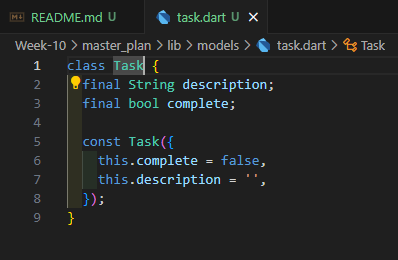 README.md U task.dart U
Week-10 > master_plan > lib > models > task.dart > Task
1 class Task {
2 final String description;
3 final bool complete;
4
5 const Task({
6 this.complete = false,
7 this.description = '',
8 });
9 }